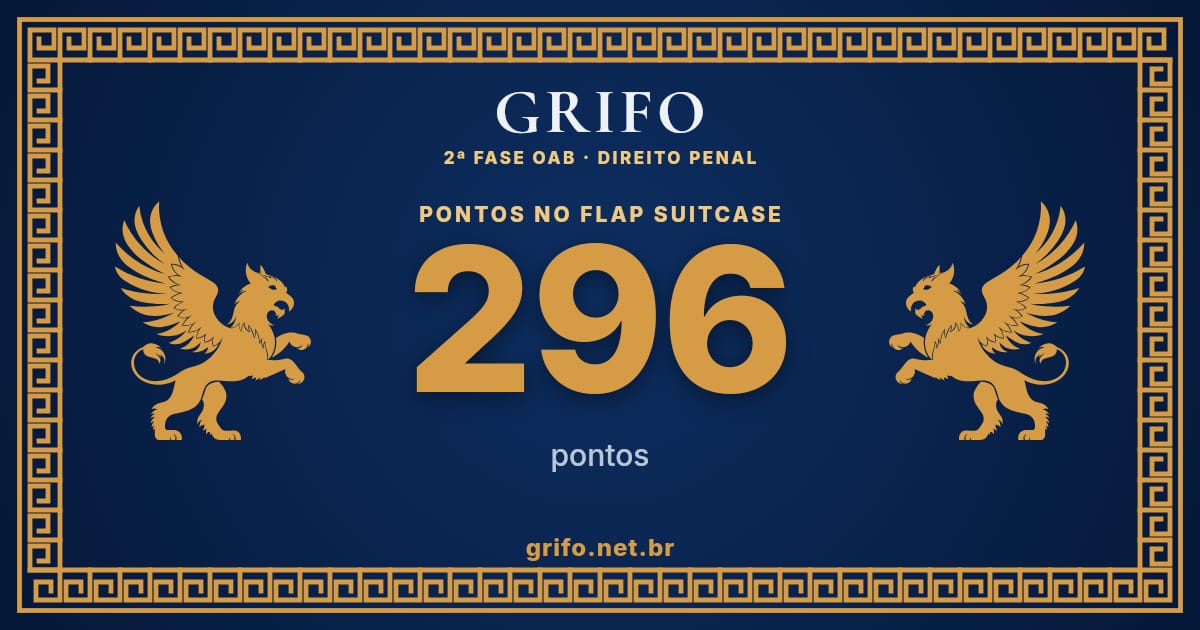 GRIFO
2ª FASE OAB · DIREITO PENAL
PONTOS NO FLAP SUITCASE
296
pontos
grifo.net.br